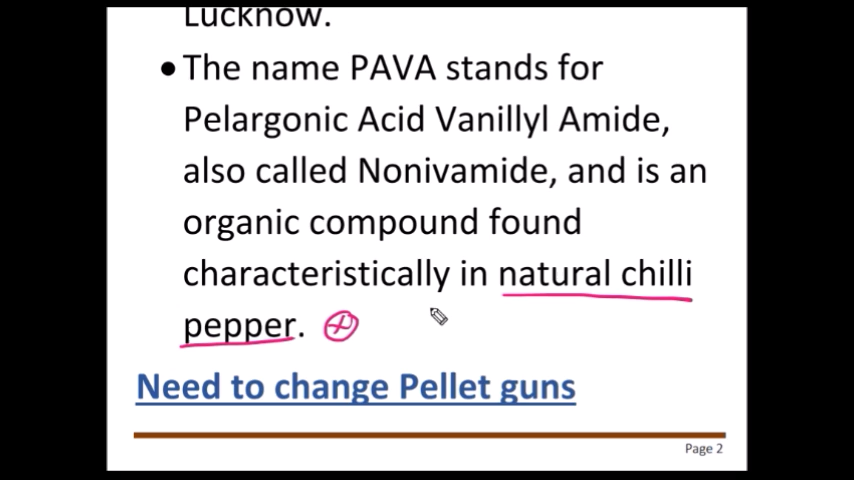 Lucknow.
• The name PAVA stands for
Pelargonic Acid Vanillyl Amide,
also called Nonivamide, and is an
organic compound found
characteristically in natural chilli
pepper.
Need to change Pellet guns
Page 2